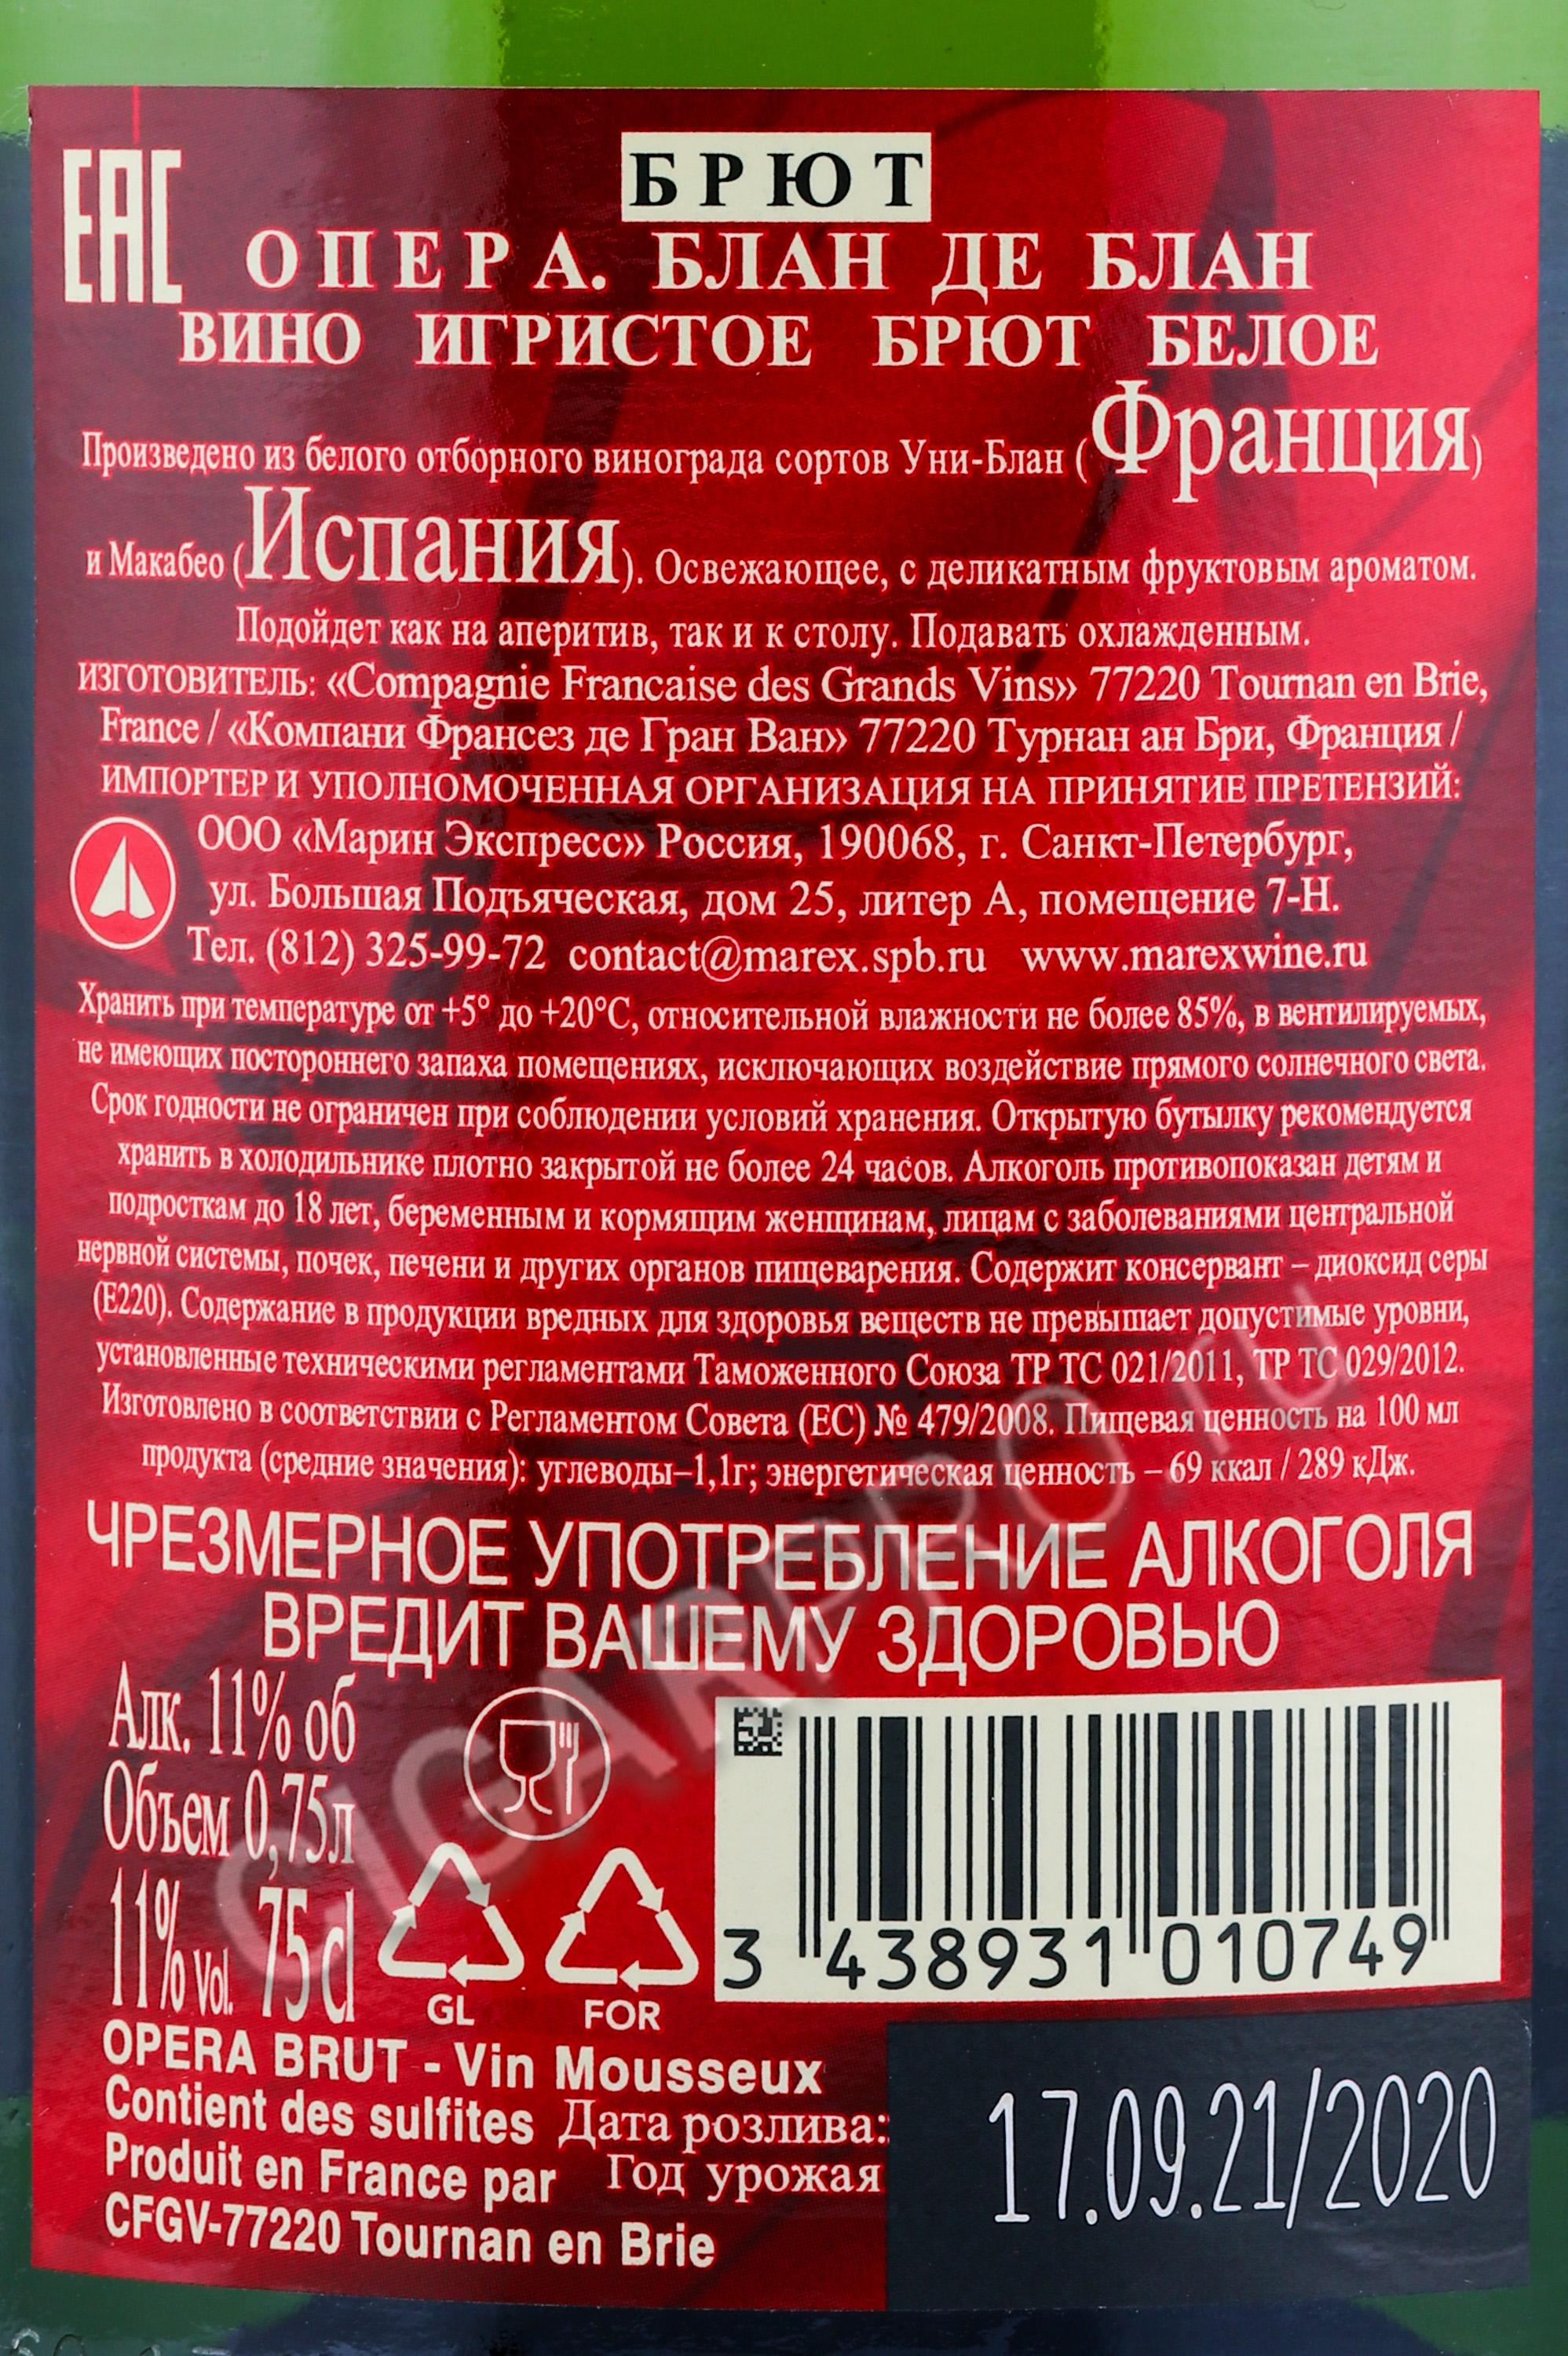 EAC
БРЮТ
ОПЕРА. БЛАН ДЕ БЛАН
ВИНО ИГРИСТОЕ БРЮТ БЕЛОЕ
Произведено из белого отборного винограда сортов Уни-Блан (Франция)
и Макабео (Испания). Освежающее, с деликатным фруктовым ароматом.
Подойдет как на аперитив, так и к столу. Подавать охлажденным.
ИЗГОТОВИТЕЛЬ: «Compagnie Francaise des Grands Vins» 77220 Tournan en Brie,
France / «Компани Франсез де Гран Ван» 77220 Турнан ан Бри, Франция /
ИМПОРТЕР И УПОЛНОМОЧЕННАЯ ОРГАНИЗАЦИЯ НА ПРИНЯТИЕ ПРЕТЕНЗИЙ:
ООО «Марин Экспресс» Россия, 190068, г. Санкт-Петербург,
ул. Большая Подъяческая, дом 25, литер А, помещение 7-Н.
Тел. (812) 325-99-72 contact@marex.spb.ru www.marexwine.ru
Хранить при температуре от +5° до +20°C, относительной влажности не более 85%, в вентилируемых,
не имеющих постороннего запаха помещениях, исключающих воздействие прямого солнечного света.
Срок годности не ограничен при соблюдении условий хранения. Открытую бутылку рекомендуется
хранить в холодильнике плотно закрытой не более 24 часов. Алкоголь противопоказан детям и
подросткам до 18 лет, беременным и кормящим женщинам, лицам с заболеваниями центральной
нервной системы, почек, печени и других органов пищеварения. Содержит консервант – диоксид серы
(Е220). Содержание в продукции вредных для здоровья веществ не превышает допустимые уровни,
установленные техническими регламентами Таможенного Союза ТР ТС 021/2011, ТР ТС 029/2012.
Изготовлено в соответствии с Регламентом Совета (ЕС) № 479/2008. Пищевая ценность на 100 мл
продукта (средние значения): углеводы–1,1г; энергетическая ценность – 69 ккал / 289 кДж.
ЧРЕЗМЕРНОЕ УПОТРЕБЛЕНИЕ АЛКОГОЛЯ
ВРЕДИТ ВАШЕМУ ЗДОРОВЬЮ
Алк. 11% об
Объем 0,75л
11% vol. 75 cl
GL FOR
3 438931 010749
OPERA BRUT - Vin Mousseux
Contient des sulfites Дата розлива:
Produit en France par Год урожая
CFGV-77220 Tournan en Brie
17.09.21/2020
CIGARPRO.ru